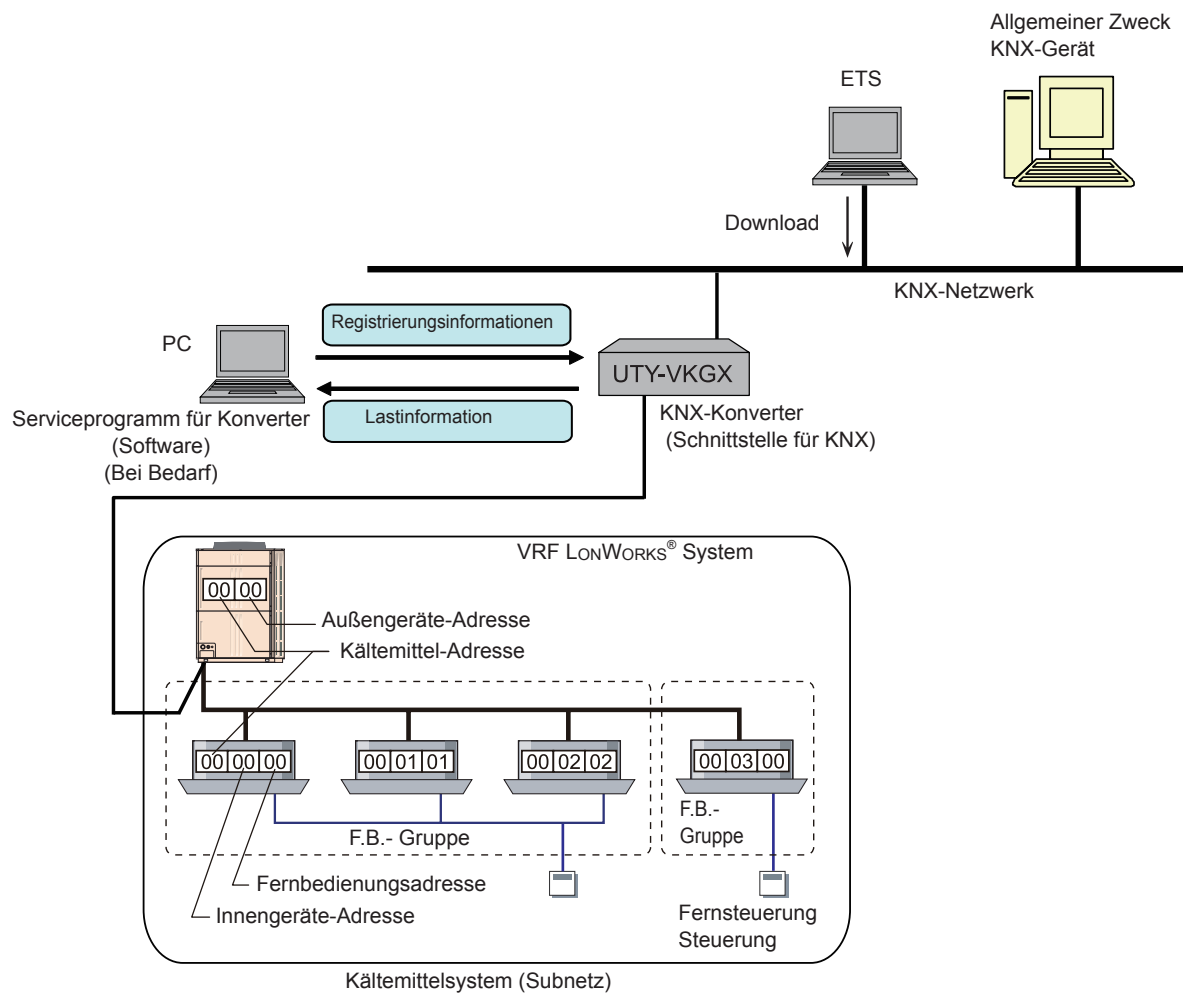 Allgemeiner Zweck
KNX-Gerät
ETS
Download
KNX-Netzwerk
Registrierungsinformationen
PC
UTY-VKGX
Lastinformation
Serviceprogramm für Konverter
(Software)
(Bei Bedarf)
KNX-Konverter
(Schnittstelle für KNX)
VRF LONWORKS® System
00 00
Außengeräte-Adresse
Kältemittel-Adresse
00 00 00
00 01 01
00 02 02
00 03 00
F.B.- Gruppe
F.B.-
Gruppe
Fernbedienungsadresse
Innengeräte-Adresse
Fernsteuerung
Steuerung
Kältemittelsystem (Subnetz)